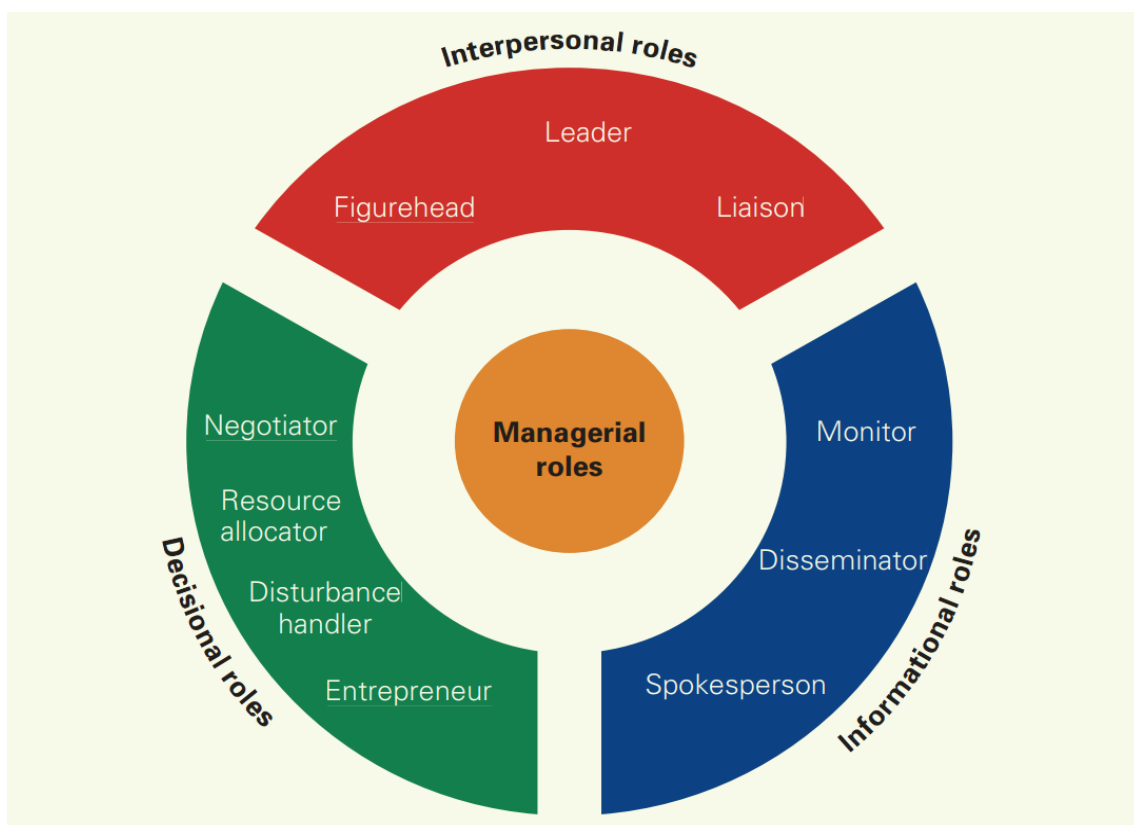 Interpersonal roles
Leader
Figurehead
Liaison
Managerial
roles
Negotiator
Resource
allocator
Disturbance
handler
Entrepreneur
Decisional roles
Monitor
Disseminator
Spokesperson
Informational roles